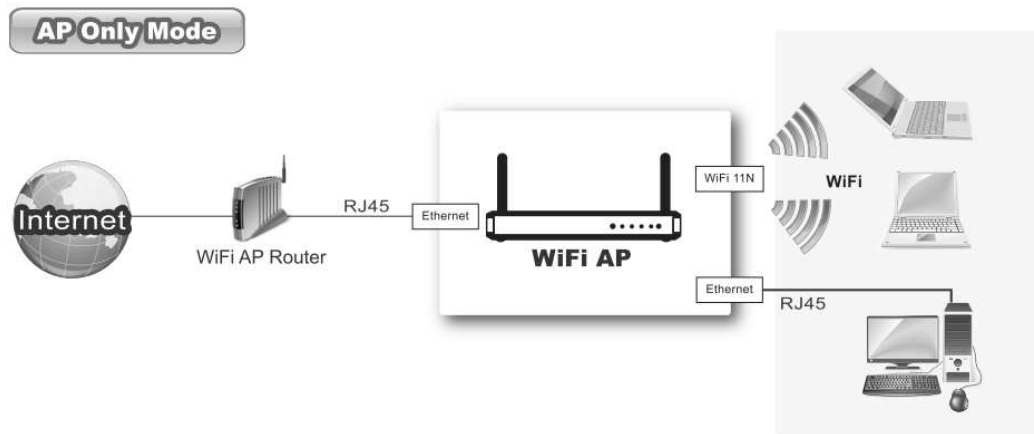 AP Only Mode
Internet
WiFi AP Router
RJ45
Ethernet
WiFi AP
WiFi 11N
WiFi
Ethernet
RJ45